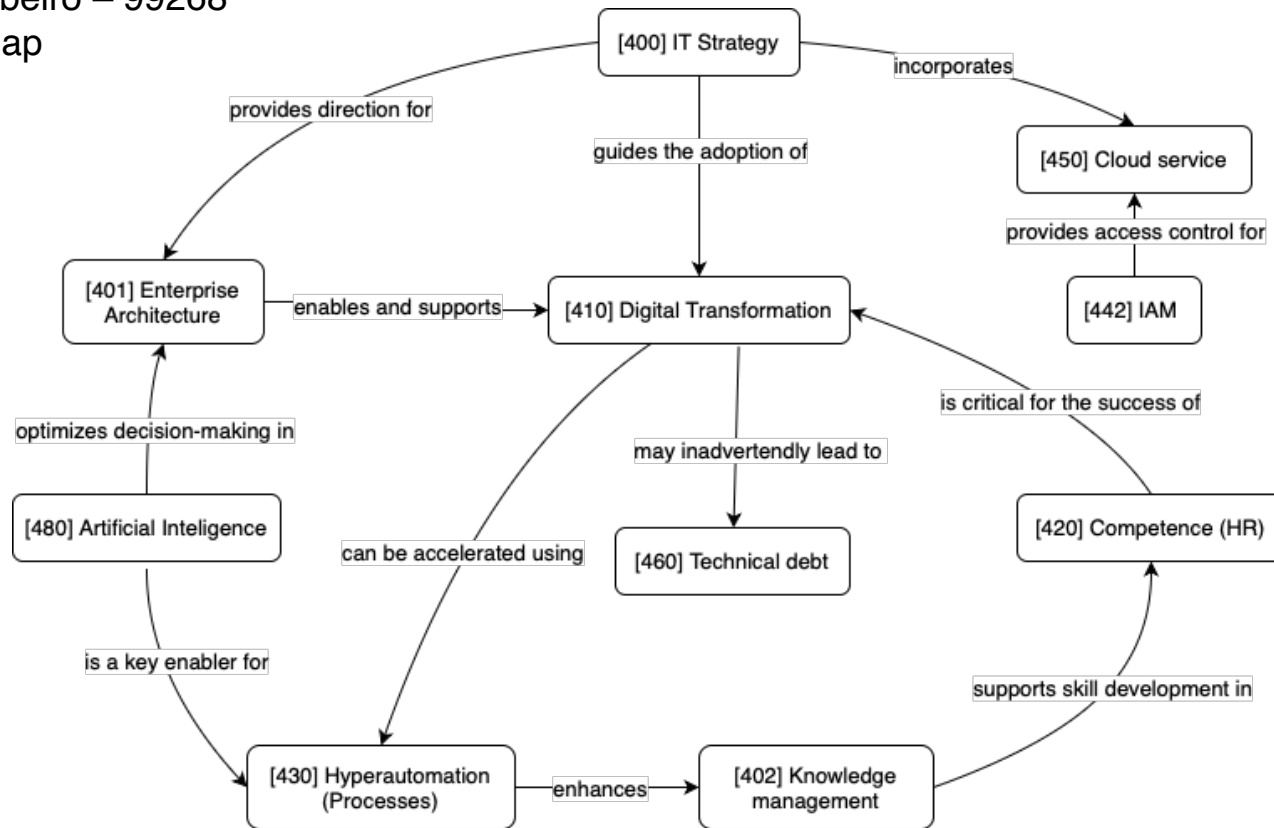 beiro – 99268
ap
[400] IT Strategy
incorporates
provides direction for
guides the adoption of
[450] Cloud service
provides access control for
[401] Enterprise
Architecture
enables and supports
[410] Digital Transformation
[442] IAM
is critical for the success of
optimizes decision-making in
may inadvertendly lead to
[480] Artificial Inteligence
[420] Competence (HR)
can be accelerated using
[460] Technical debt
is a key enabler for
supports skill development in
[430] Hyperautomation
(Processes)
enhances
[402] Knowledge
management